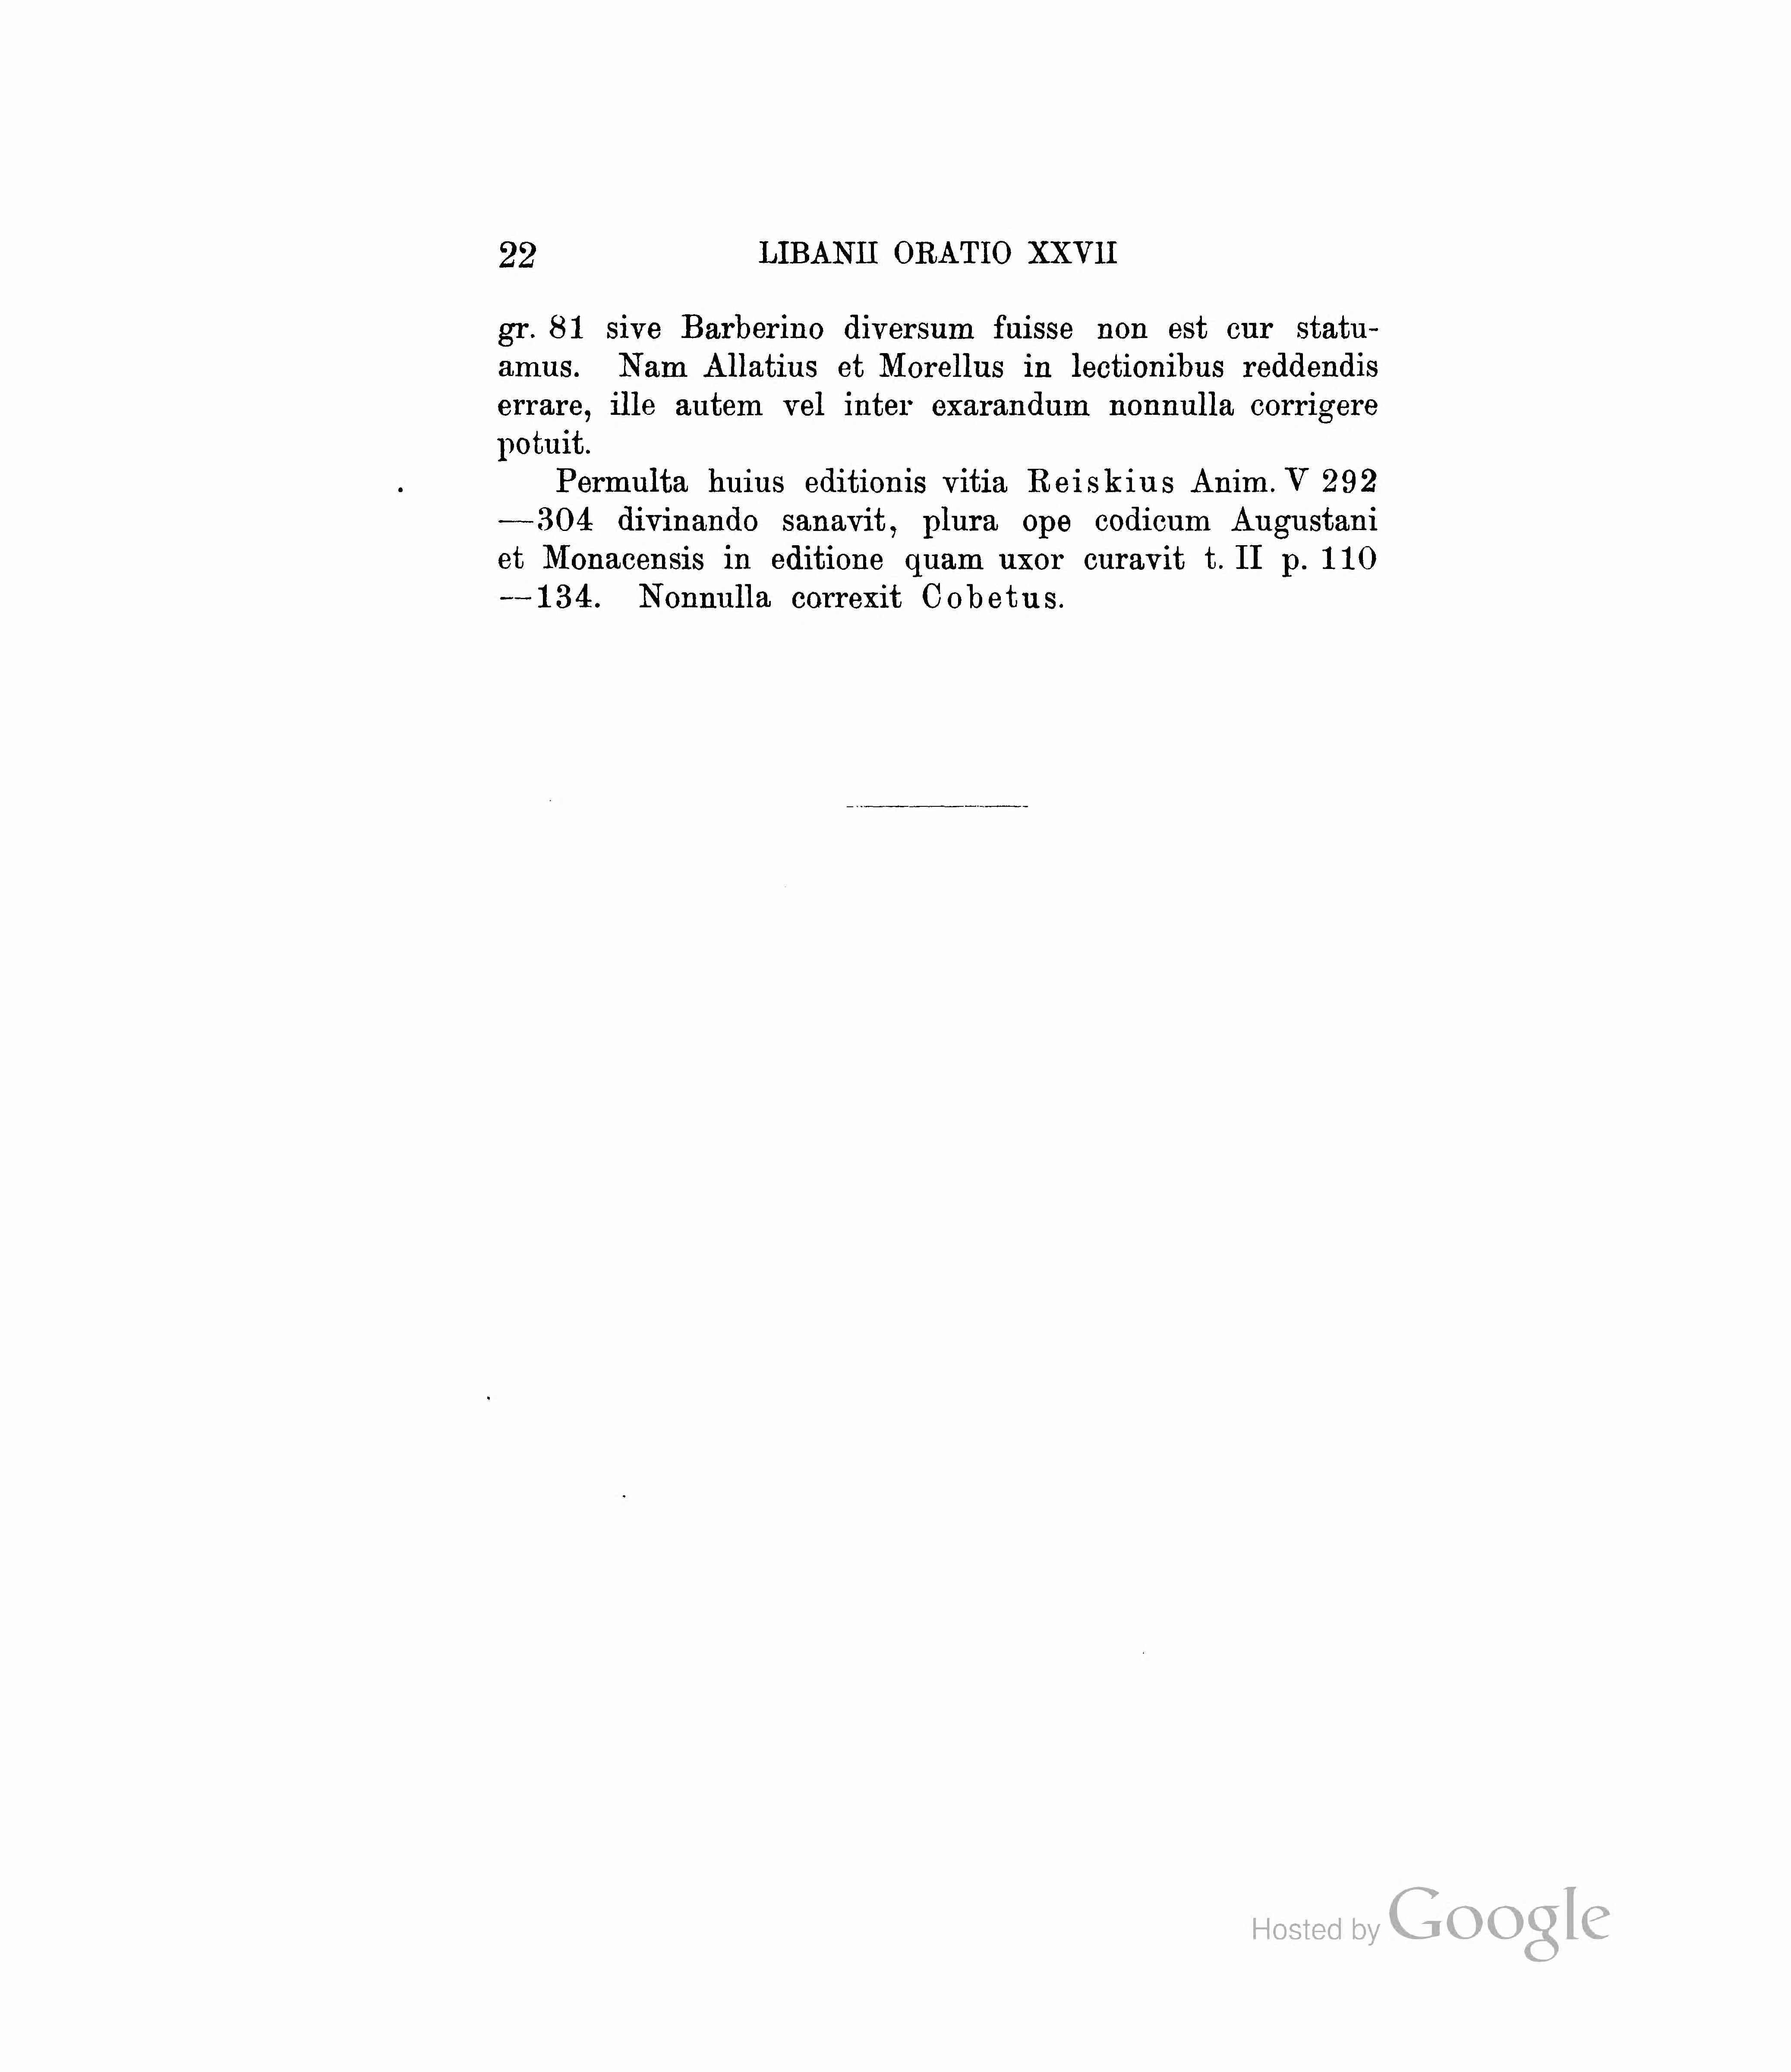 22 LIBANII ORATIO XXVII
gr. 81 sive Barberino diversum fuisse non est cur statu-
amus. Nam Allatius et Morellus in lectionibus reddendis
errare, ille autem vel inter exarandum nonnulla corrigere
potuit.
Permulta huius editionis vitia Reiskius Anim. V 292
—304 divinando sanavit, plura ope codicum Augustani
et Monacensis in editione quam uxor curavit t. II p. 110
—134. Nonnulla correxit Cobetus.
Hosted by Google